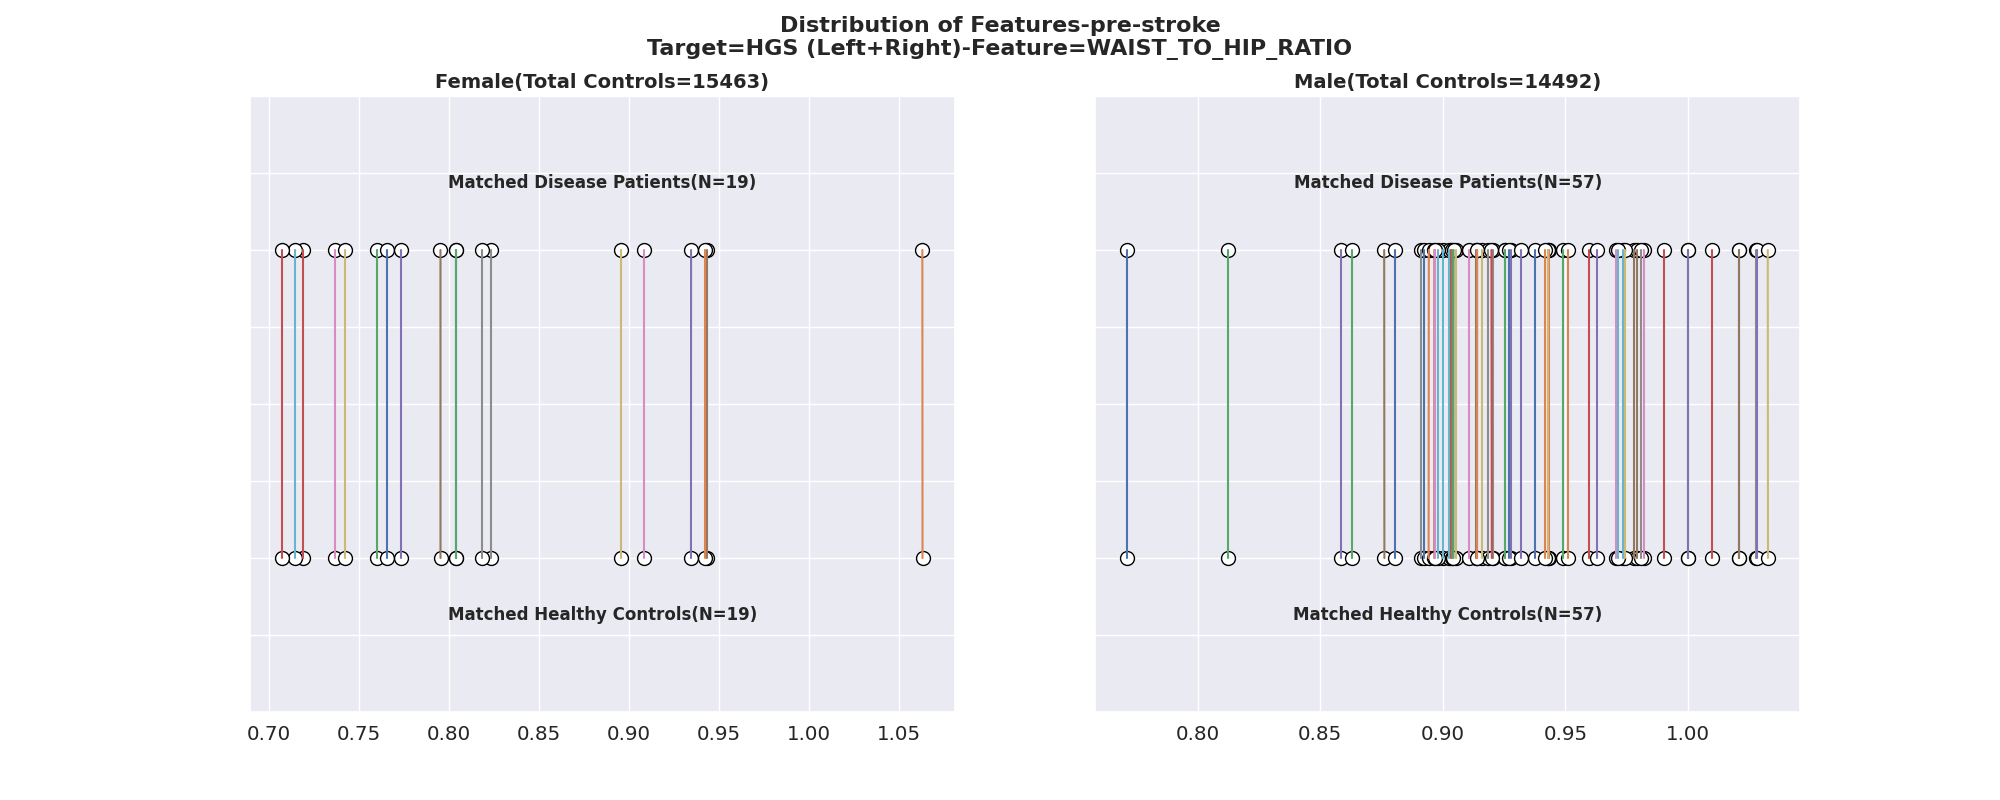 Distribution of Features-pre-stroke
Target=HGS (Left+Right)-Feature=WAIST_TO_HIP_RATIO
Female(Total Controls=15463)
Matched Disease Patients(N=19)
Matched Healthy Controls(N=19)
0.70 0.75 0.80 0.85 0.90 0.95 1.00 1.05
Male(Total Controls=14492)
Matched Disease Patients(N=57)
Matched Healthy Controls(N=57)
0.80 0.85 0.90 0.95 1.00